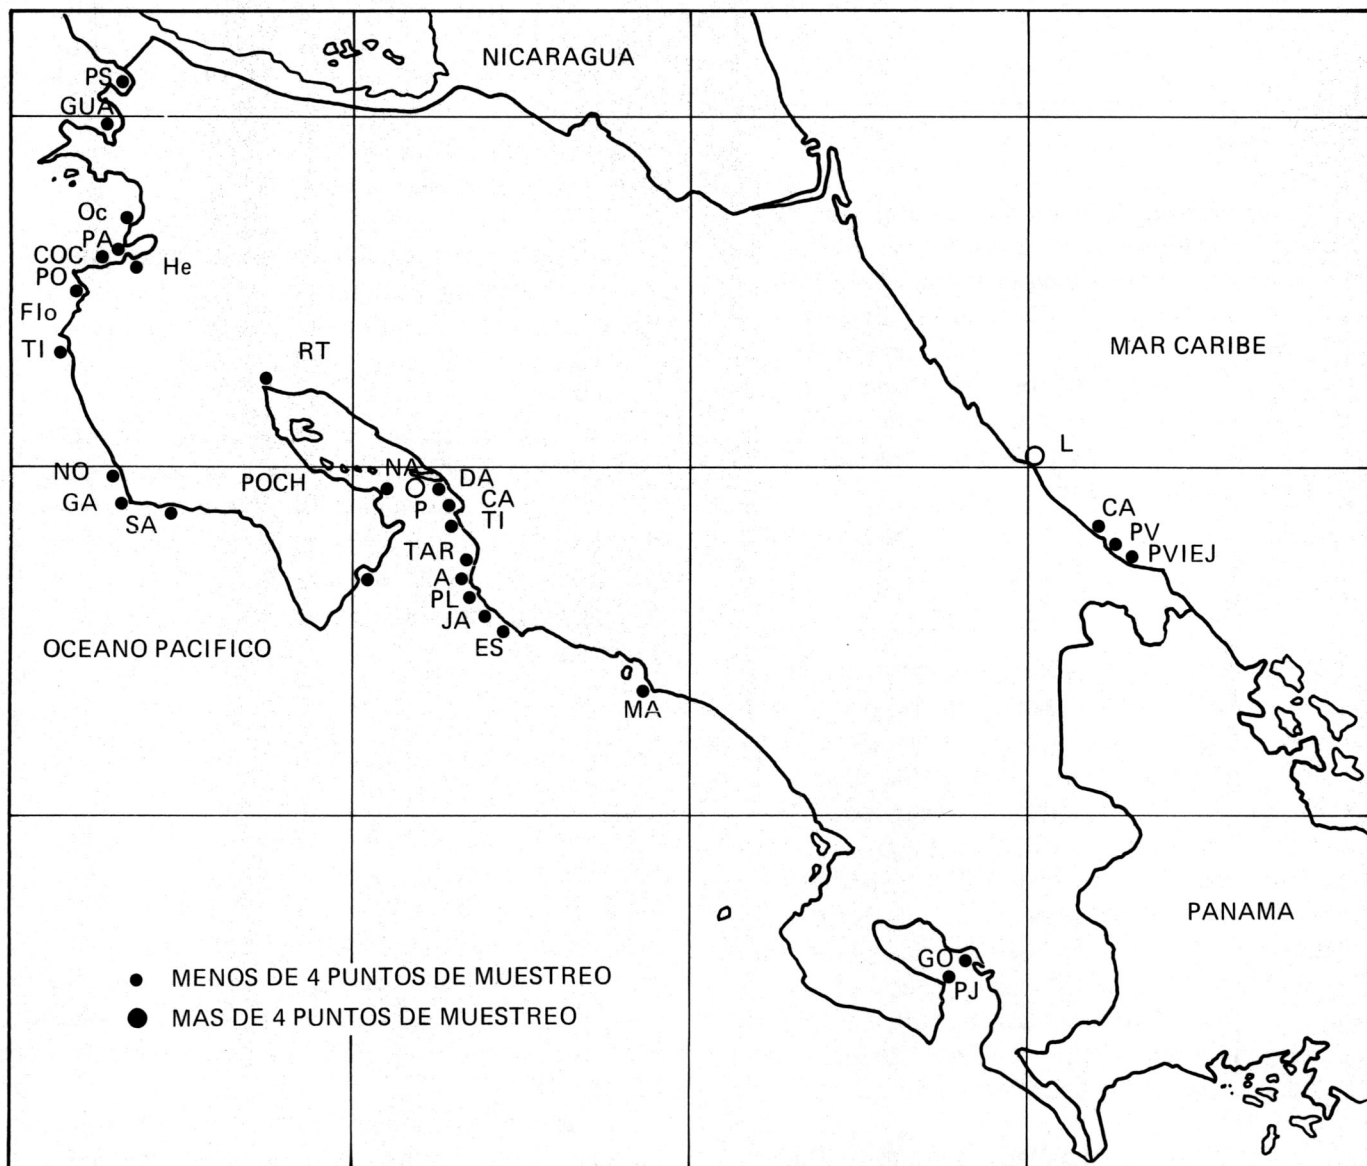 NICARAGUA
PS
GUA
Oc
PA
COC
He
PO
Flo
TI
RT
MAR CARIBE
L
NO
GA
SA
POCH
NA
P
DA
CA
TI
TAR
A
PL
JA
ES
CA
PV
PVIEJ
OCEANO PACIFICO
MA
PANAMA
GO
PJ
MENOS DE 4 PUNTOS DE MUESTREO
MAS DE 4 PUNTOS DE MUESTREO